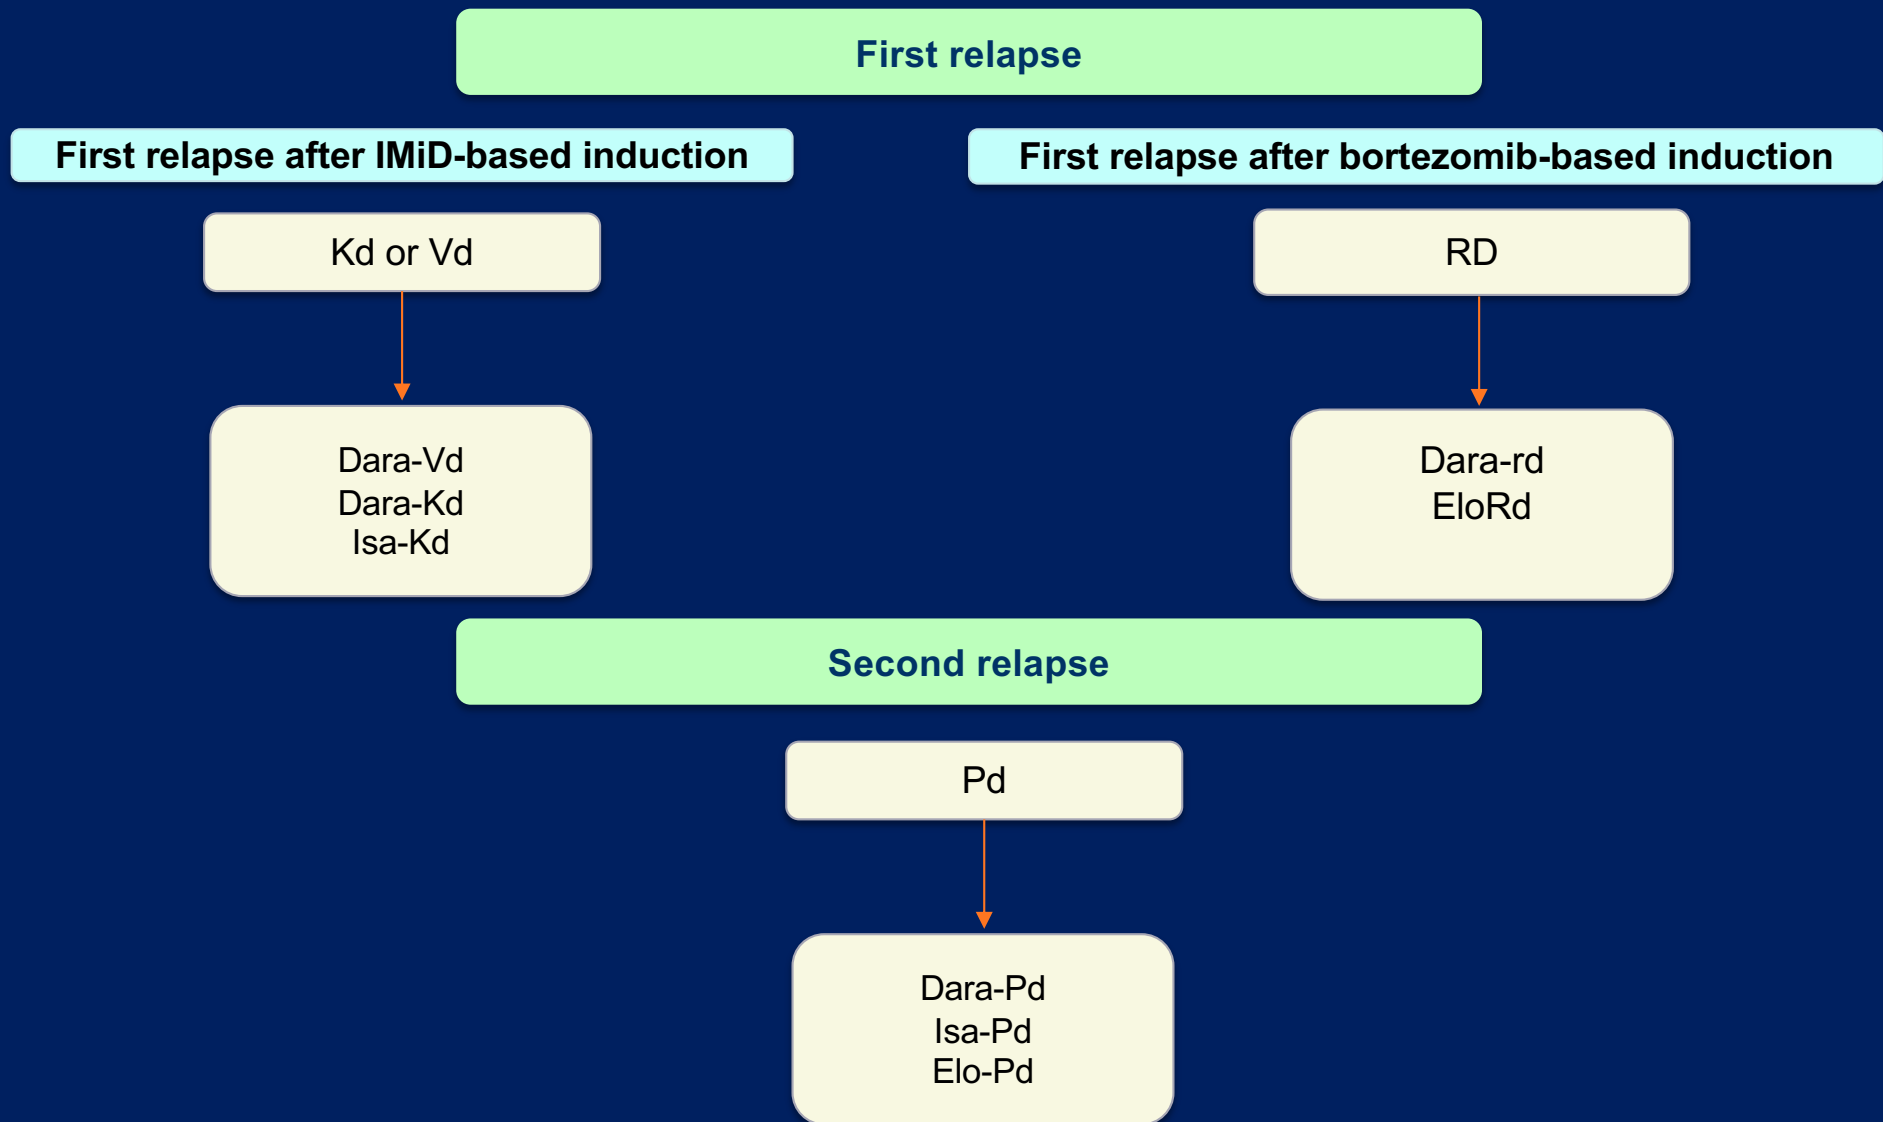 First relapse
First relapse after IMiD-based induction
First relapse after bortezomib-based induction
Kd or Vd
RD
Dara-Vd
Dara-Kd
Isa-Kd
Dara-rd
EloRd
Second relapse
Pd
Dara-Pd
Isa-Pd
Elo-Pd